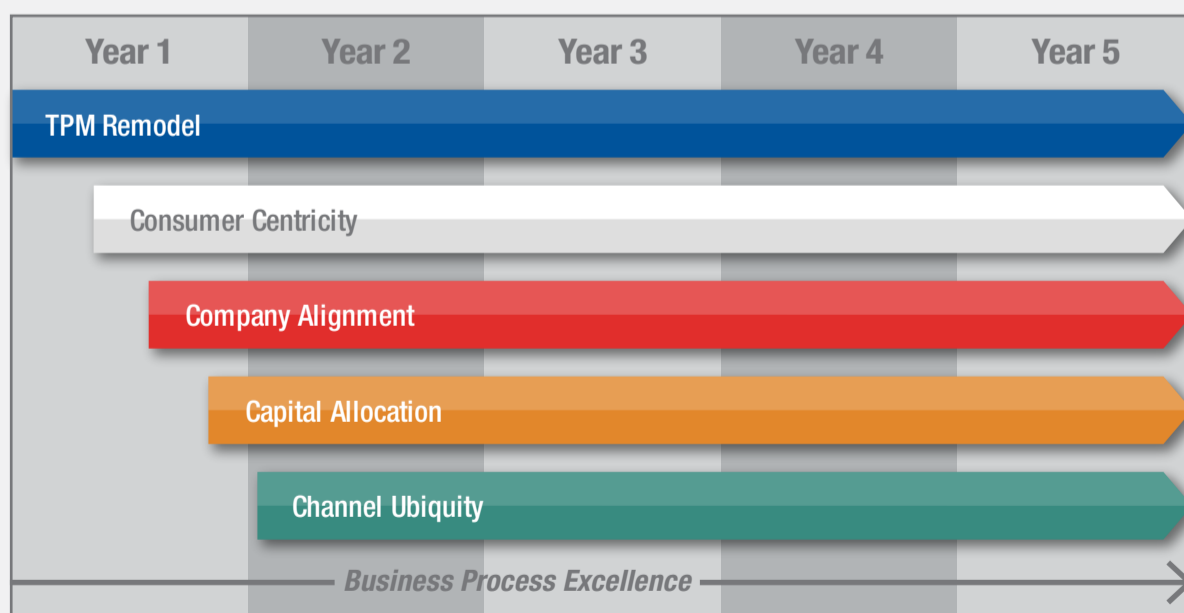 Year 1 Year 2 Year 3 Year 4 Year 5
TPM Remodel
Consumer Centricity
Company Alignment
Capital Allocation
Channel Ubiquity
Business Process Excellence